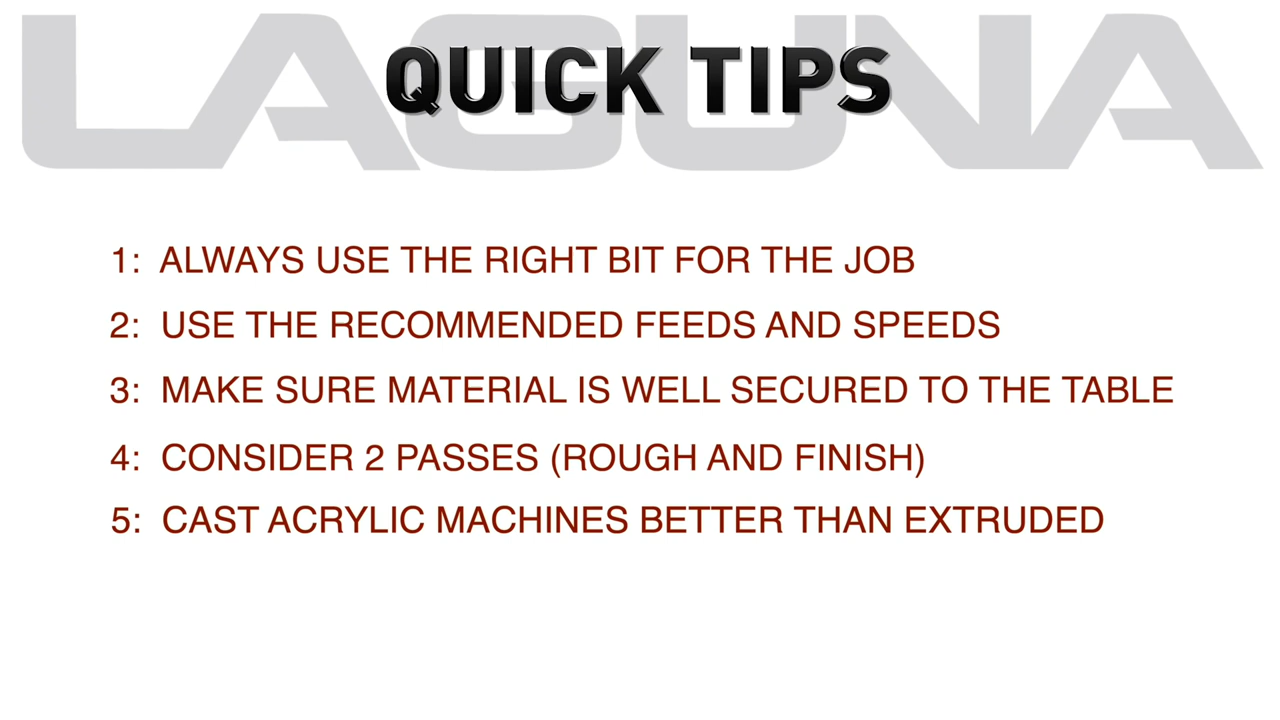 LAGUNA
QUICK TIPS
1: ALWAYS USE THE RIGHT BIT FOR THE JOB
2: USE THE RECOMMENDED FEEDS AND SPEEDS
3: MAKE SURE MATERIAL IS WELL SECURED TO THE TABLE
4: CONSIDER 2 PASSES (ROUGH AND FINISH)
5: CAST ACRYLIC MACHINES BETTER THAN EXTRUDED